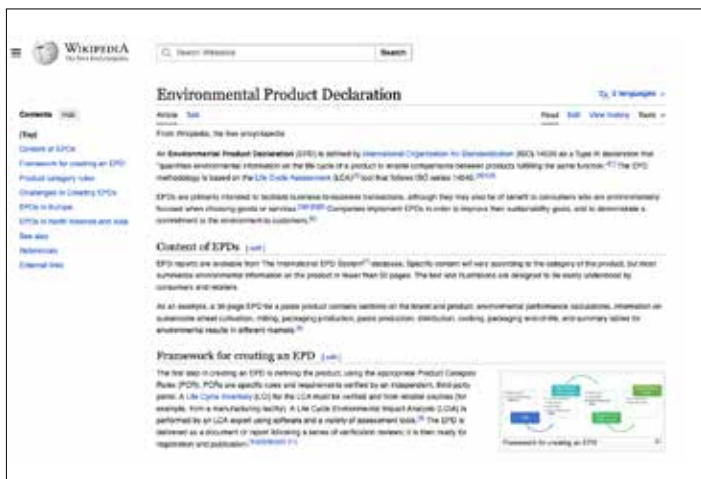 WIKIPEDIA
The Free Encyclopedia
Search Wikipedia
Search
Environmental Product Declaration
languages
Contents hide
(Top)
Content of EPDs
Framework for creating an EPD
Product category rules
Challenges in Creating EPDs
EPDs in Europe
EPDs in North America and Asia
See also
References
External links
Article Talk
Read Edit View history Tools
From Wikipedia, the free encyclopedia
An Environmental Product Declaration (EPD) is defined by International Organization for Standardization (ISO) 14025 as a Type III declaration that
"quantifies environmental information on the life cycle of a product to enable comparisons between products fulfilling the same function." The EPD
methodology is based on the Life Cycle Assessment (LCA) tool that follows ISO series 14040.
EPDs are primarily intended to facilitate business-to-business transactions, although they may also be of benefit to consumers who are environmentally
focused when choosing goods or services. Companies implement EPDs in order to improve their sustainability goals, and to demonstrate a
commitment to the environment to customers.
Content of EPDs [edit]
EPD reports are available from The International EPD System database. Specific content will vary according to the category of the product, but most
summarize environmental information on the product in fewer than 50 pages. The text and illustrations are designed to be easily understood by
consumers and retailers.
As an example, a 36 page EPD for a pasta product contains sections on the brand and product, environmental performance calculations, information on
sustainable wheat cultivation, milling, packaging production, pasta production, distribution, cooking, packaging end-of-life, and summary tables for
environmental results in different markets.
Framework for creating an EPD [edit]
The first step in creating an EPD is defining the product, using the appropriate Product Category
Rules (PCR). PCRs are specific rules and requirements verified by an independent, third-party
panel. A Life Cycle Inventory (LCI) for the LCA must be verified and from reliable sources (for
example, from a manufacturing facility). A Life Cycle Environmental Impact Analysis (LCIA) is
performed by an LCA expert using software and a variety of assessment tools. The EPD is
delivered as a document or report following a series of verification reviews; it is then ready for
registration and publication.
Framework for creating an EPD